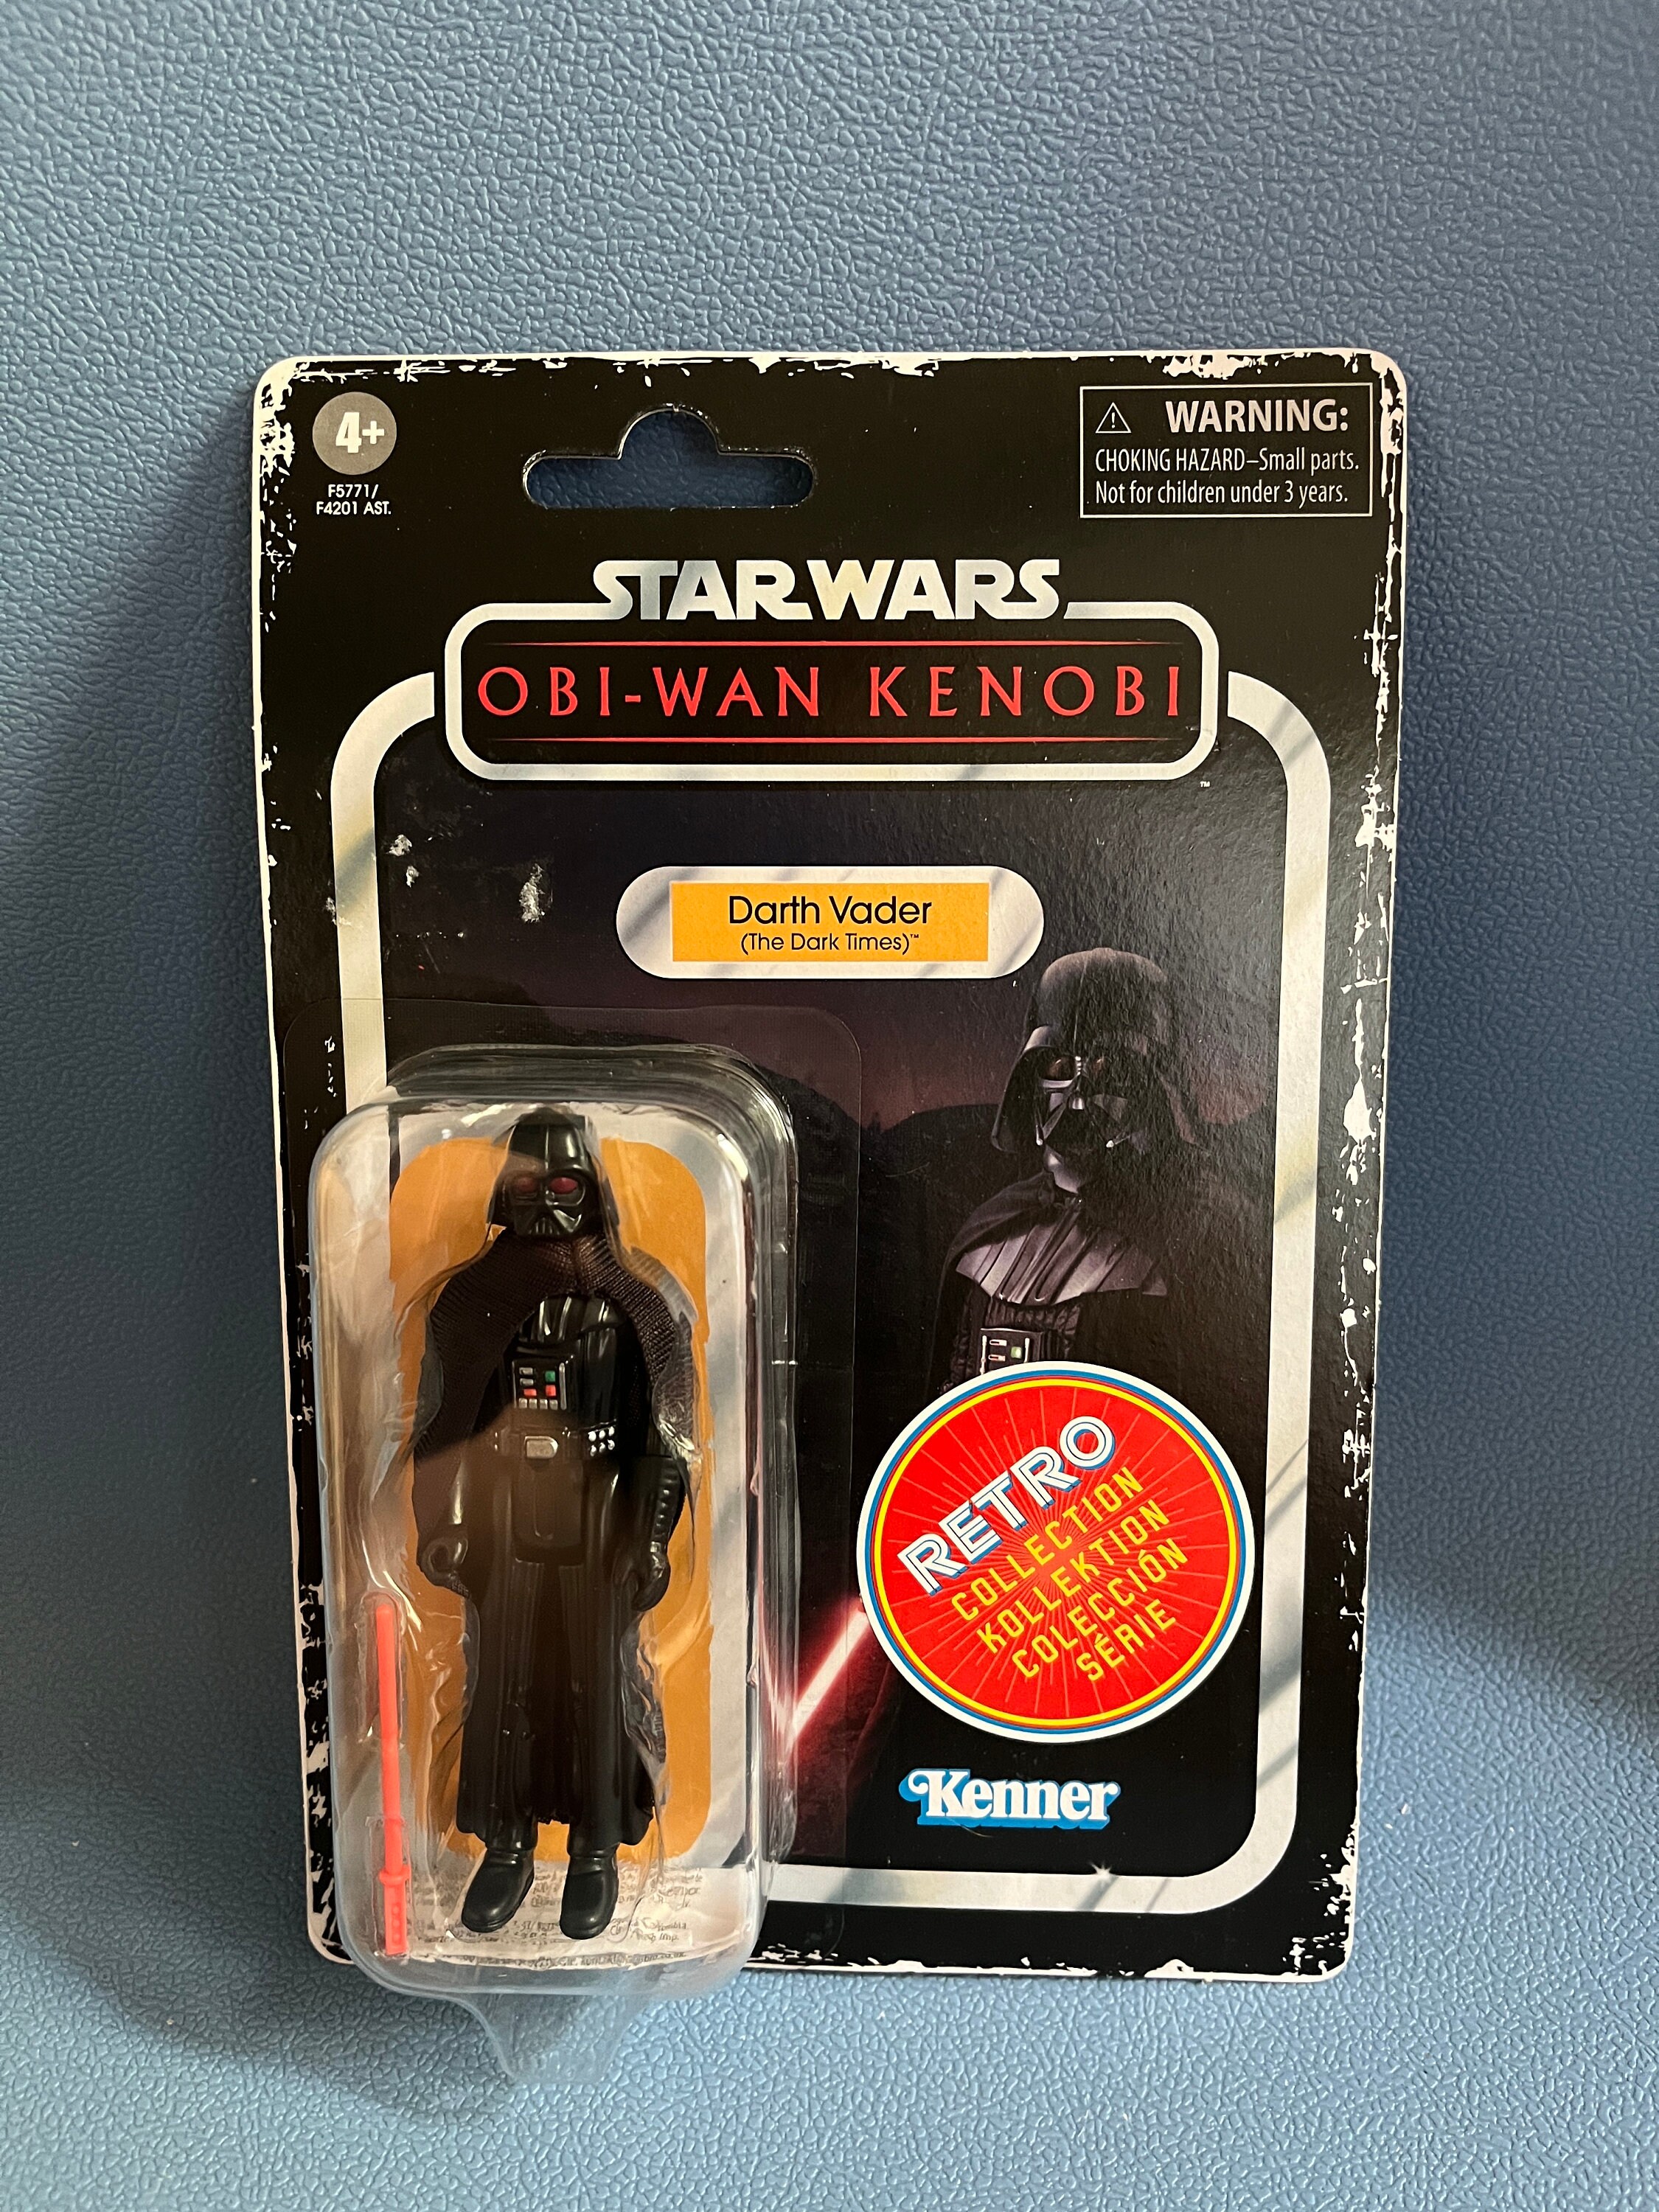 4+
F5771/
F4201 AST.
WARNING:
CHOKING HAZARD–Small parts.
Not for children under 3 years.
STAR WARS
OBI-WAN KENOBI
™
Darth Vader
(The Dark Times)™
RETRO
COLLECTION
KOLLEKTION
COLECCIÓN
SÉRIE
Kenner